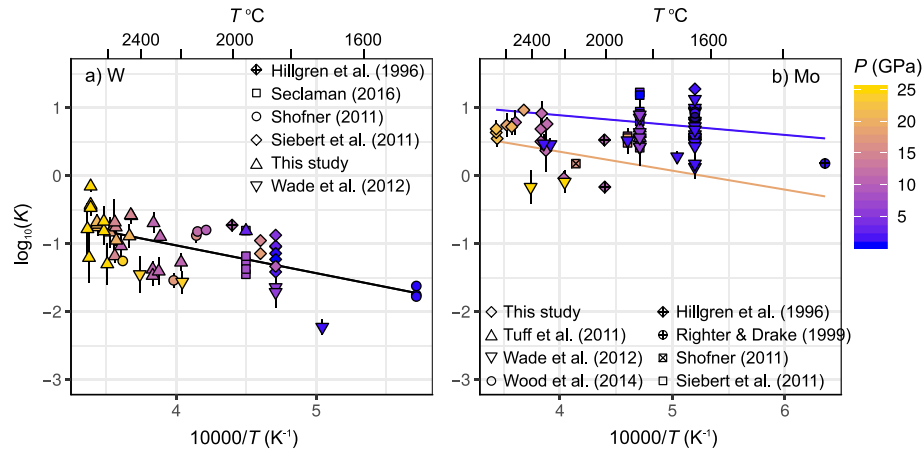 T °C
T °C
2400
2000
1600
2400
2000
1600
P (GPa)
a) W
Hillgren et al. (1996)
Seclaman (2016)
Shofner (2011)
Siebert et al. (2011)
This study
Wade et al. (2012)
b) Mo
25
20
15
10
5
log₁₀(K)
1
0
−1
−2
−3
1
0
−1
−2
−3
This study
Tuff et al. (2011)
Wade et al. (2012)
Wood et al. (2014)
Hillgren et al. (1996)
Righter & Drake (1999)
Shofner (2011)
Siebert et al. (2011)
4
5
4
5
6
10000/T (K⁻¹)
10000/T (K⁻¹)